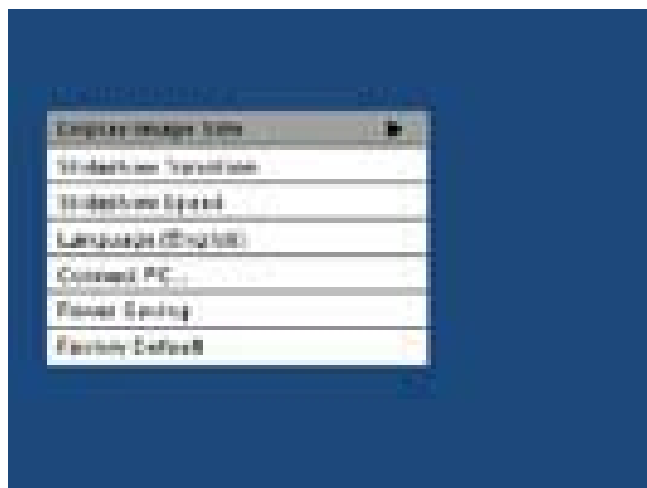 Display Image Size
Slideshow Transition
Slideshow Speed
Language(English)
Connect PC...
Power Saving
Factory Default